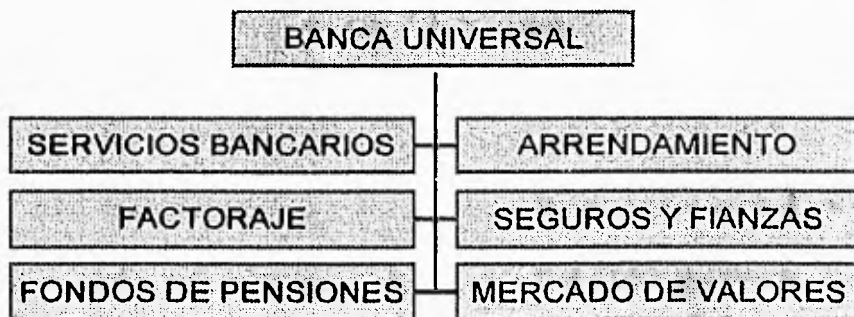 BANCA UNIVERSAL
SERVICIOS BANCARIOS
ARRENDAMIENTO
FACTORAJE
SEGUROS Y FIANZAS
FONDOS DE PENSIONES
MERCADO DE VALORES